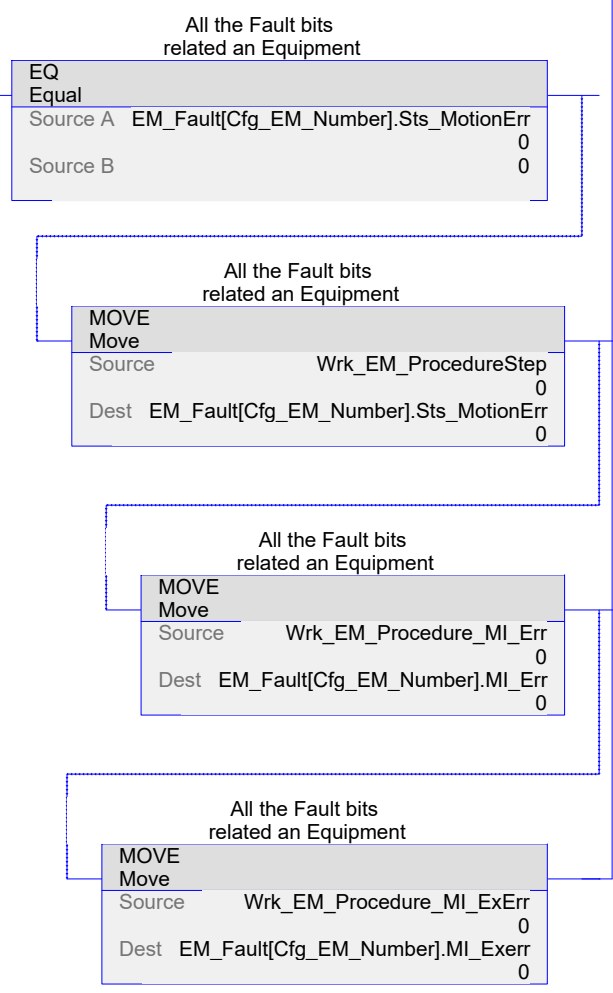 All the Fault bits
related an Equipment
EQ
Equal
Source A EM_Fault[Cfg_EM_Number].Sts_MotionErr
0
Source B 0
All the Fault bits
related an Equipment
MOVE
Move
Source Wrk_EM_ProcedureStep
0
Dest EM_Fault[Cfg_EM_Number].Sts_MotionErr
0
All the Fault bits
related an Equipment
MOVE
Move
Source Wrk_EM_Procedure_MI_Err
0
Dest EM_Fault[Cfg_EM_Number].MI_Err
0
All the Fault bits
related an Equipment
MOVE
Move
Source Wrk_EM_Procedure_MI_ExErr
0
Dest EM_Fault[Cfg_EM_Number].MI_Exerr
0